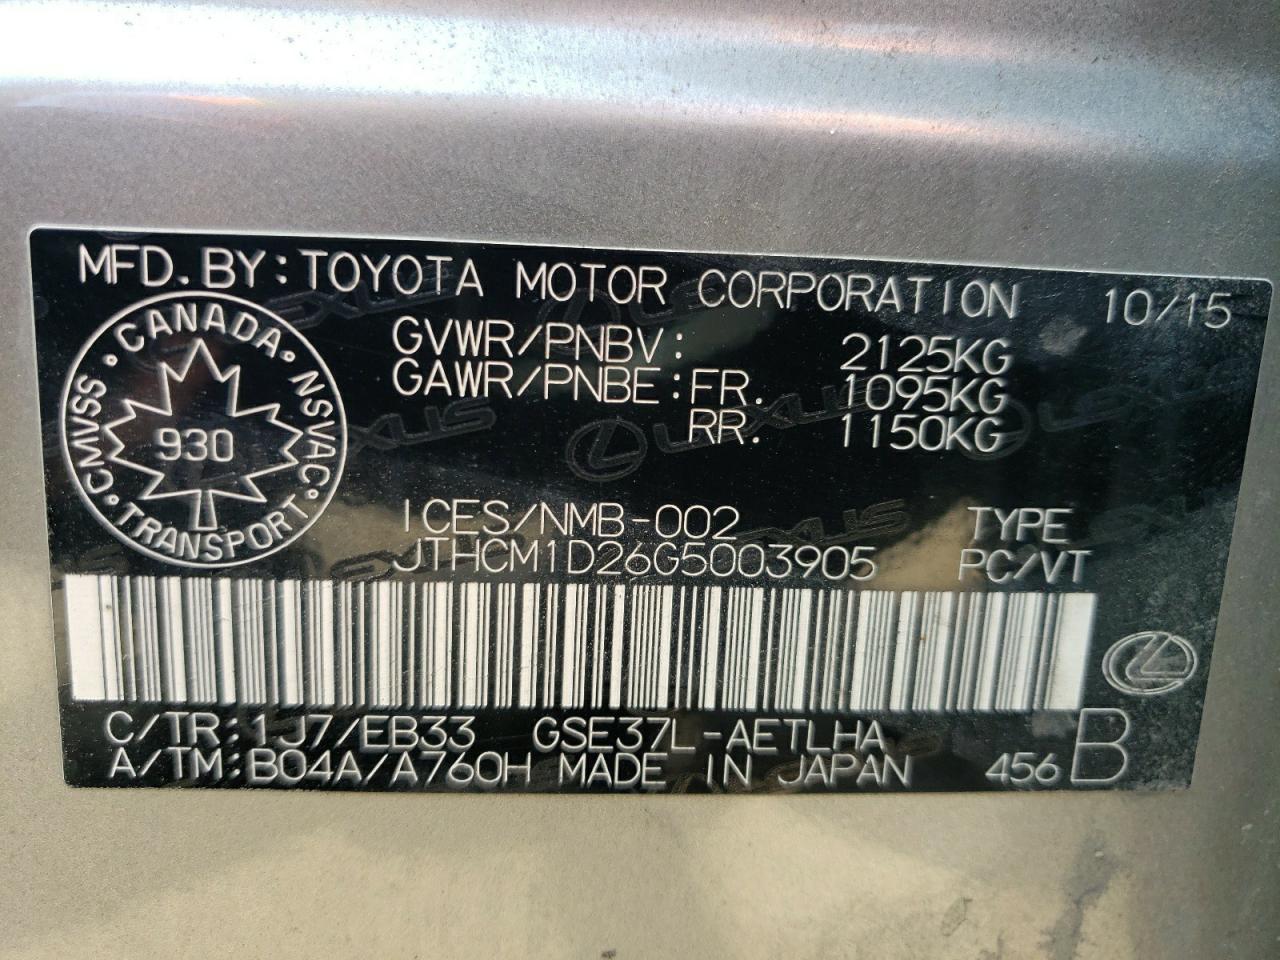 MFD.BY:TOYOTA MOTOR CORPORATION 10/15
GVWR/PNBV: 2125KG
GAWR/PNBE:FR. 1095KG
RR. 1150KG
CANADA
CMVSS
NSVAC
930
TRANSPORT
ICES/NMB-002 TYPE
JTHCM1D26G5003905 PC/VT
C/TR:1J7/EB33 GSE37L-AETLHA
A/TM:B04A/A760H MADE IN JAPAN 456 B
LEXUS